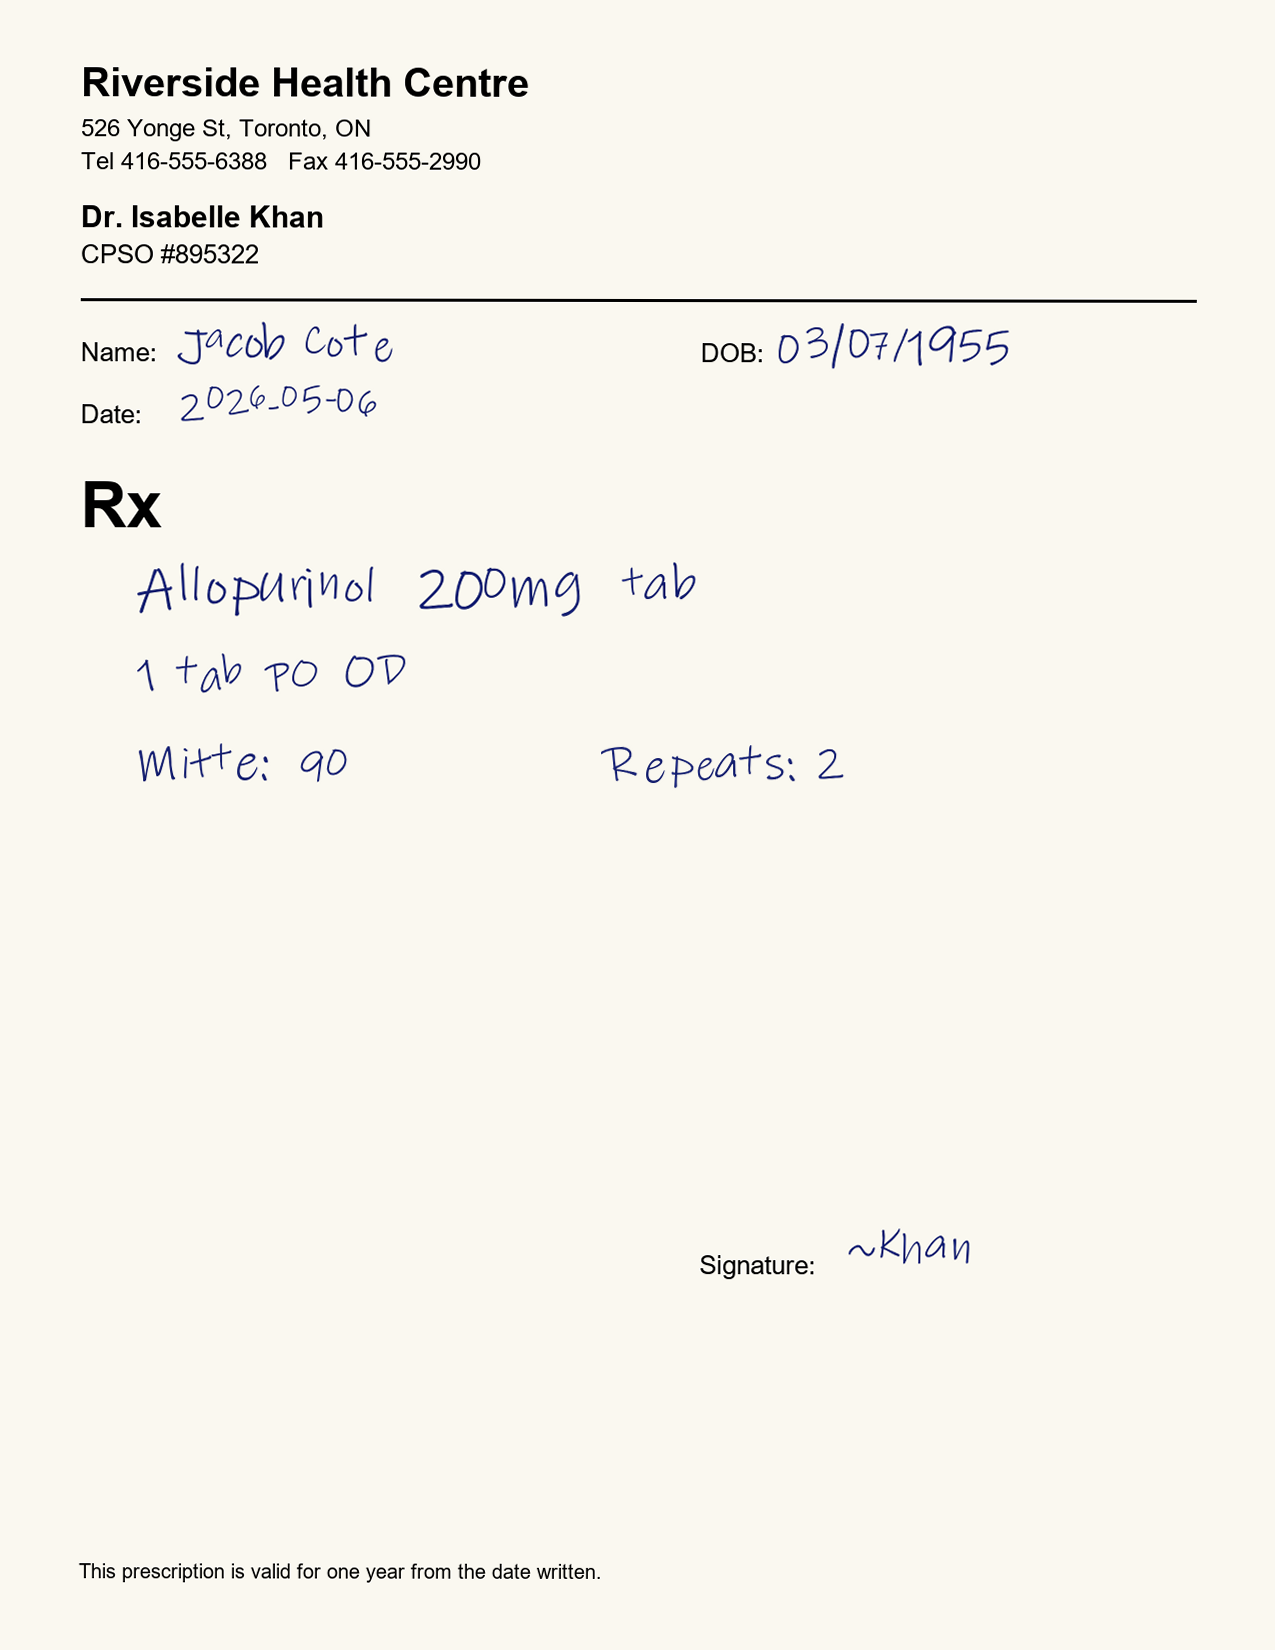 Riverside Health Centre
526 Yonge St, Toronto, ON
Tel 416-555-6388 Fax 416-555-2990
Dr. Isabelle Khan
CPSO #895322
Name: Jacob Cote DOB: 03/07/1955
Date: 2026-05-06
Rx
Allopurinol 200mg tab
1 tab PO OD
Mitte: 90 Repeats: 2
Signature: ~Khan
This prescription is valid for one year from the date written.